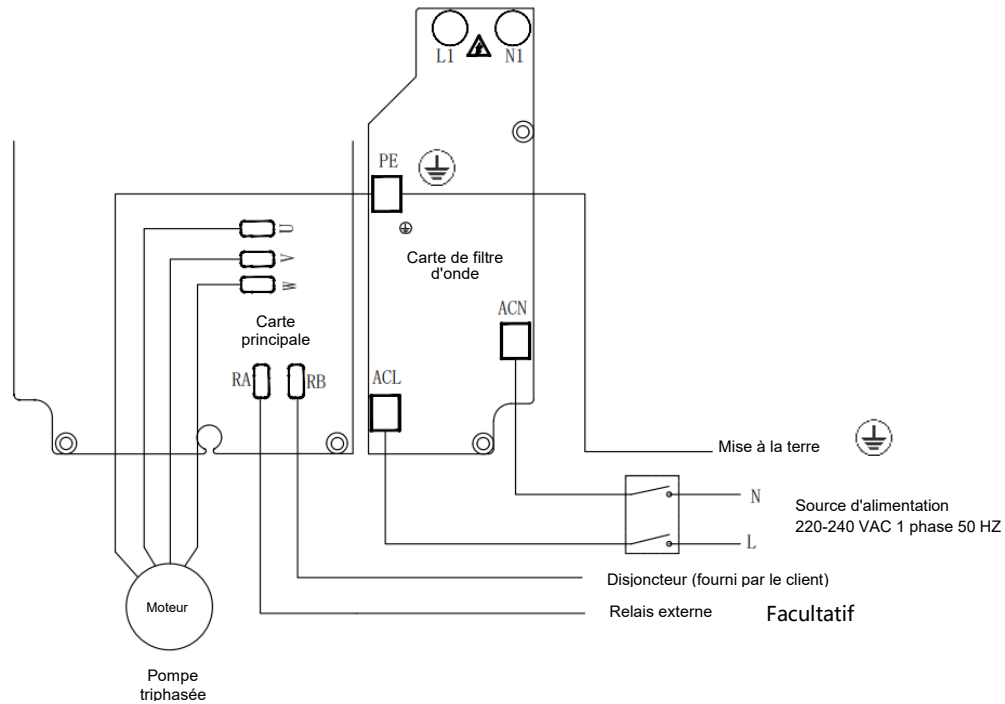 L1
N1
PE
U
V
W
Carte de filtre
d'onde
ACN
Carte
principale
RA
RB
ACL
Mise à la terre
N
Source d'alimentation
220-240 VAC 1 phase 50 HZ
L
Disjoncteur (fourni par le client)
Moteur
Relais externe
Facultatif
Pompe
triphasée